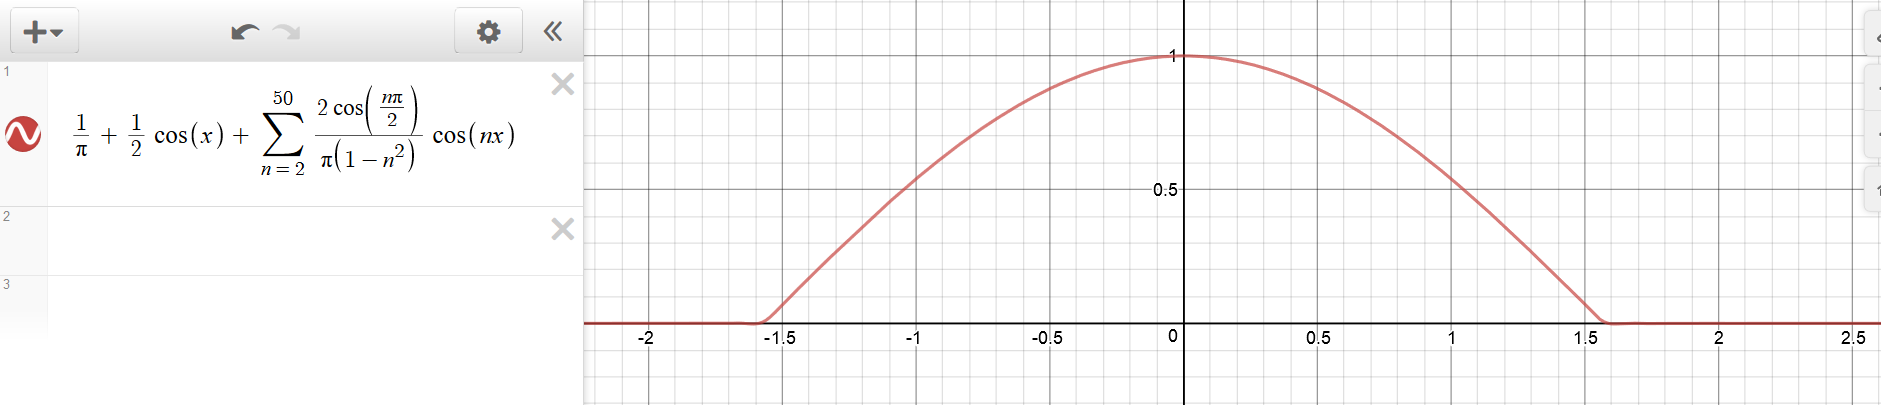 1
1/π + 1/2 cos(x) + ∑_{n=2}^{50} 2 cos(nπ/2) / π(1 − n²) cos(nx)
2
3
1
0.5
-2 -1.5 -1 -0.5 0 0.5 1 1.5 2 2.5